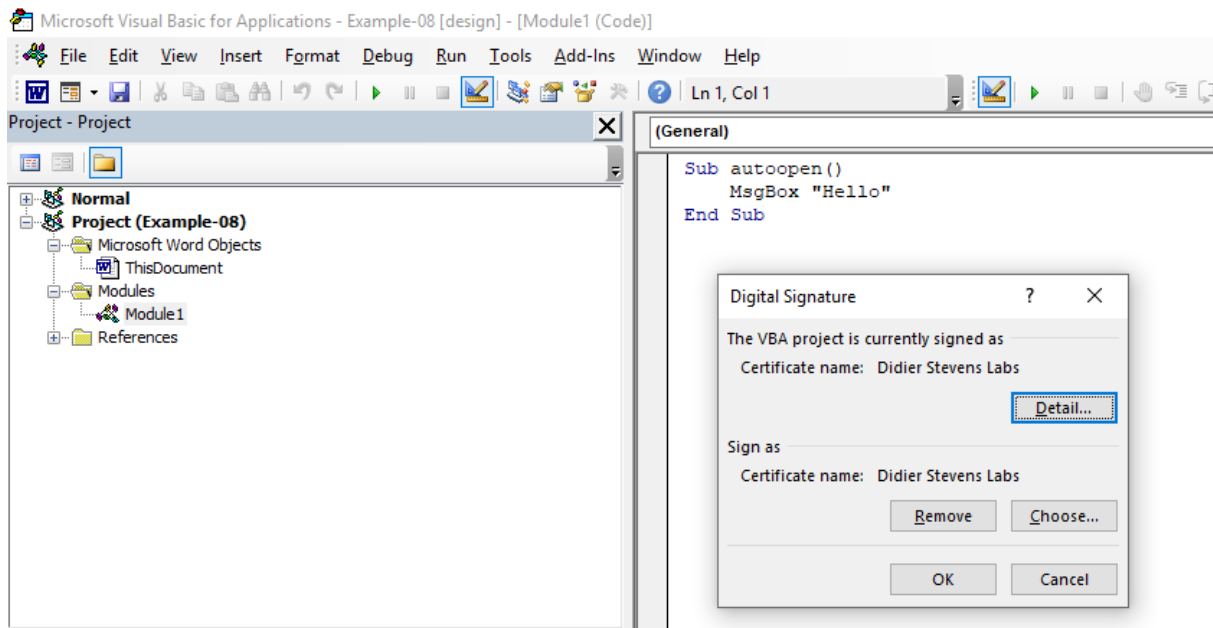 Microsoft Visual Basic for Applications - Example-08 [design] - [Module1 (Code)]
File Edit View Insert Format Debug Run Tools Add-Ins Window Help
Ln 1, Col 1
Project - Project
(General)
Normal
Project (Example-08)
Microsoft Word Objects
ThisDocument
Modules
Module1
References
Sub autoopen()
MsgBox "Hello"
End Sub
Digital Signature
The VBA project is currently signed as
Certificate name: Didier Stevens Labs
Detail...
Sign as
Certificate name: Didier Stevens Labs
Remove Choose...
OK Cancel